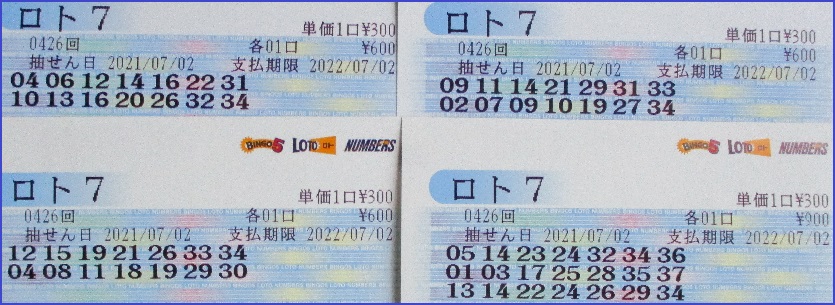 ロト7
単価1口¥300
0426回 各01口 ¥600
抽せん日 2021/07/02 支払期限 2022/07/02
04 06 12 14 16 22 31
10 13 16 20 26 32 34
ロト7
単価1口¥300
0426回 各01口 ¥600
抽せん日 2021/07/02 支払期限 2022/07/02
09 11 14 21 29 31 33
02 07 09 10 19 27 34
BINGO5 LOTO ロト NUMBERS
ロト7
単価1口¥300
0426回 各01口 ¥600
抽せん日 2021/07/02 支払期限 2022/07/02
12 15 19 21 26 33 34
04 08 11 18 19 29 30
BINGO5 LOTO ロト NUMBERS
ロト7
単価1口¥300
0426回 各01口 ¥900
抽せん日 2021/07/02 支払期限 2022/07/02
05 14 23 24 32 34 36
01 03 17 25 28 35 37
13 14 22 24 26 29 34